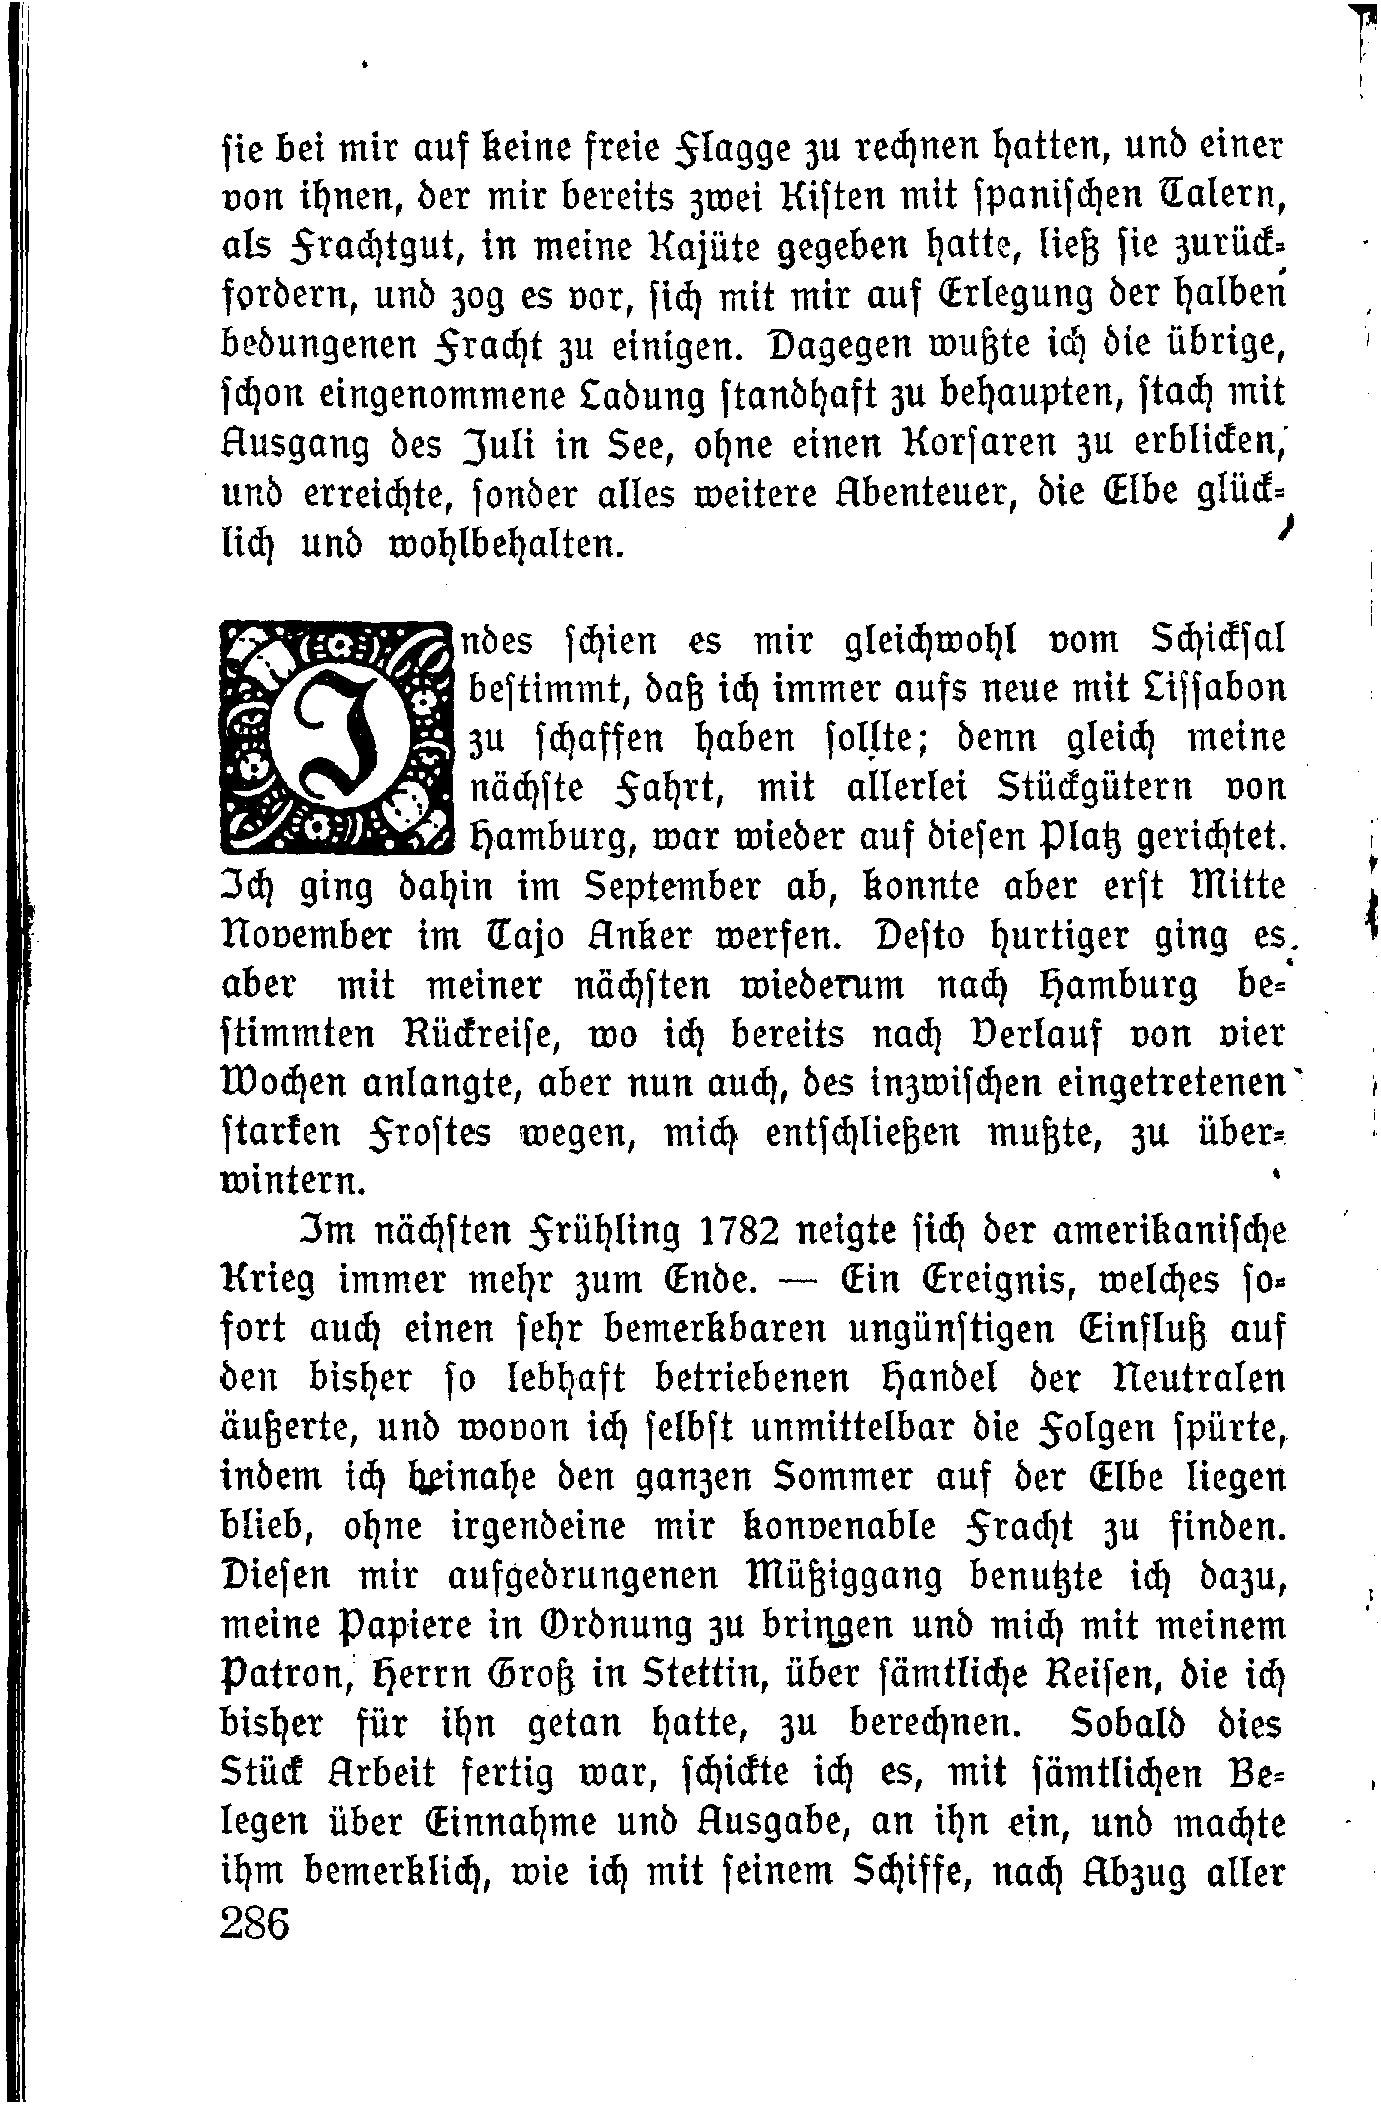 sie bei mir auf keine freie Flagge zu rechnen hatten, und einer
von ihnen, der mir bereits zwei Kisten mit spanischen Talern,
als Frachtgut, in meine Kajüte gegeben hatte, ließ sie zurück-
fordern, und zog es vor, sich mit mir auf Erlegung der halben
bedungenen Fracht zu einigen. Dagegen wußte ich die übrige,
schon eingenommene Ladung standhaft zu behaupten, stach mit
Ausgang des Juli in See, ohne einen Korsaren zu erblicken,
und erreichte, sonder alles weitere Abenteuer, die Elbe glück-
lich und wohlbehalten.
Indes schien es mir gleichwohl vom Schicksal
bestimmt, daß ich immer aufs neue mit Lissabon
zu schaffen haben sollte; denn gleich meine
nächste Fahrt, mit allerlei Stückgütern von
Hamburg, war wieder auf diesen Platz gerichtet.
Ich ging dahin im September ab, konnte aber erst Mitte
November im Tajo Anker werfen. Desto hurtiger ging es
aber mit meiner nächsten wiederum nach Hamburg be-
stimmten Rückreise, wo ich bereits nach Verlauf von vier
Wochen anlangte, aber nun auch, des inzwischen eingetretenen
starken Frostes wegen, mich entschließen mußte, zu über-
wintern.
Im nächsten Frühling 1782 neigte sich der amerikanische
Krieg immer mehr zum Ende. — Ein Ereignis, welches so-
fort auch einen sehr bemerkbaren ungünstigen Einfluß auf
den bisher so lebhaft betriebenen Handel der Neutralen
äußerte, und wovon ich selbst unmittelbar die Folgen spürte,
indem ich beinahe den ganzen Sommer auf der Elbe liegen
blieb, ohne irgendeine mir konvenable Fracht zu finden.
Diesen mir aufgedrungenen Müßiggang benutzte ich dazu,
meine Papiere in Ordnung zu bringen und mich mit meinem
Patron, Herrn Groß in Stettin, über sämtliche Reisen, die ich
bisher für ihn getan hatte, zu berechnen. Sobald dies
Stück Arbeit fertig war, schickte ich es, mit sämtlichen Be-
legen über Einnahme und Ausgabe, an ihn ein, und machte
ihm bemerklich, wie ich mit seinem Schiffe, nach Abzug aller
286